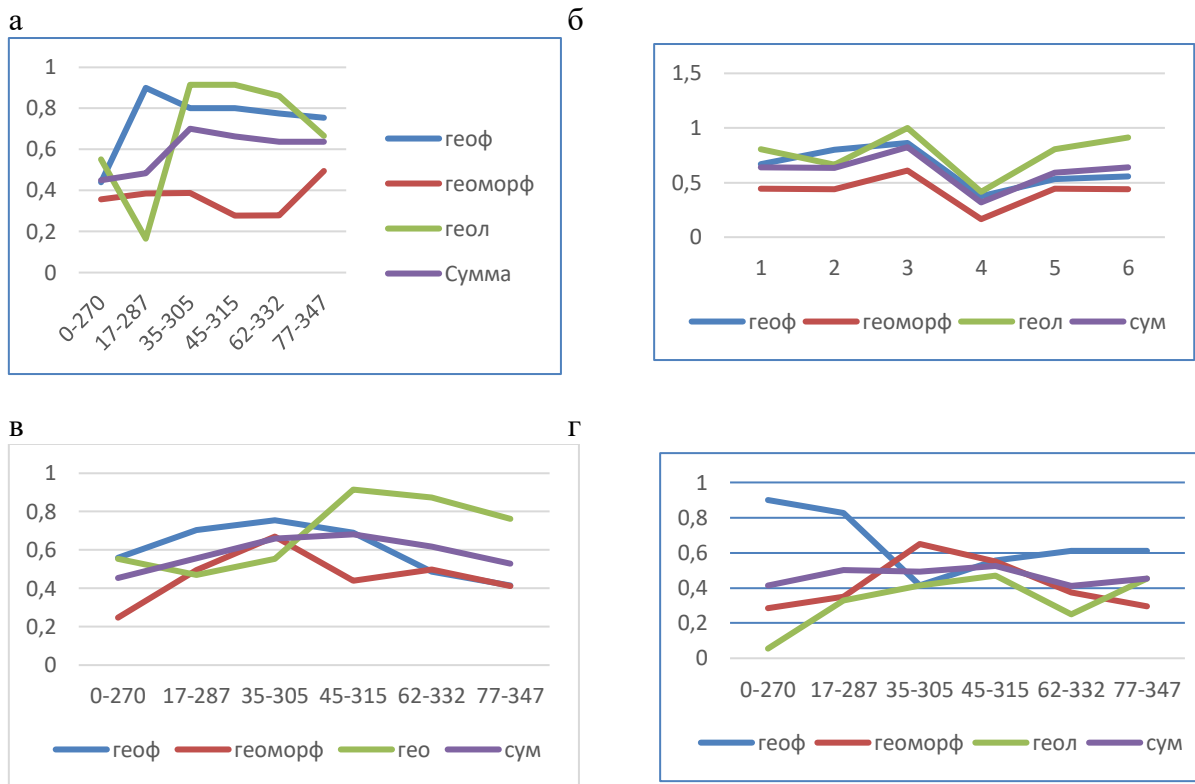 а
1
0,8
0,6
0,4
0,2
0
0-270
17-287
35-305
45-315
62-332
77-347
геоф
геоморф
геол
Сумма
б
1,5
1
0,5
0
1 2 3 4 5 6
геоф геоморф геол сум
в
1
0,8
0,6
0,4
0,2
0
0-270 17-287 35-305 45-315 62-332 77-347
геоф геоморф гео сум
г
1
0,8
0,6
0,4
0,2
0
0-270 17-287 35-305 45-315 62-332 77-347
геоф геоморф геол сум